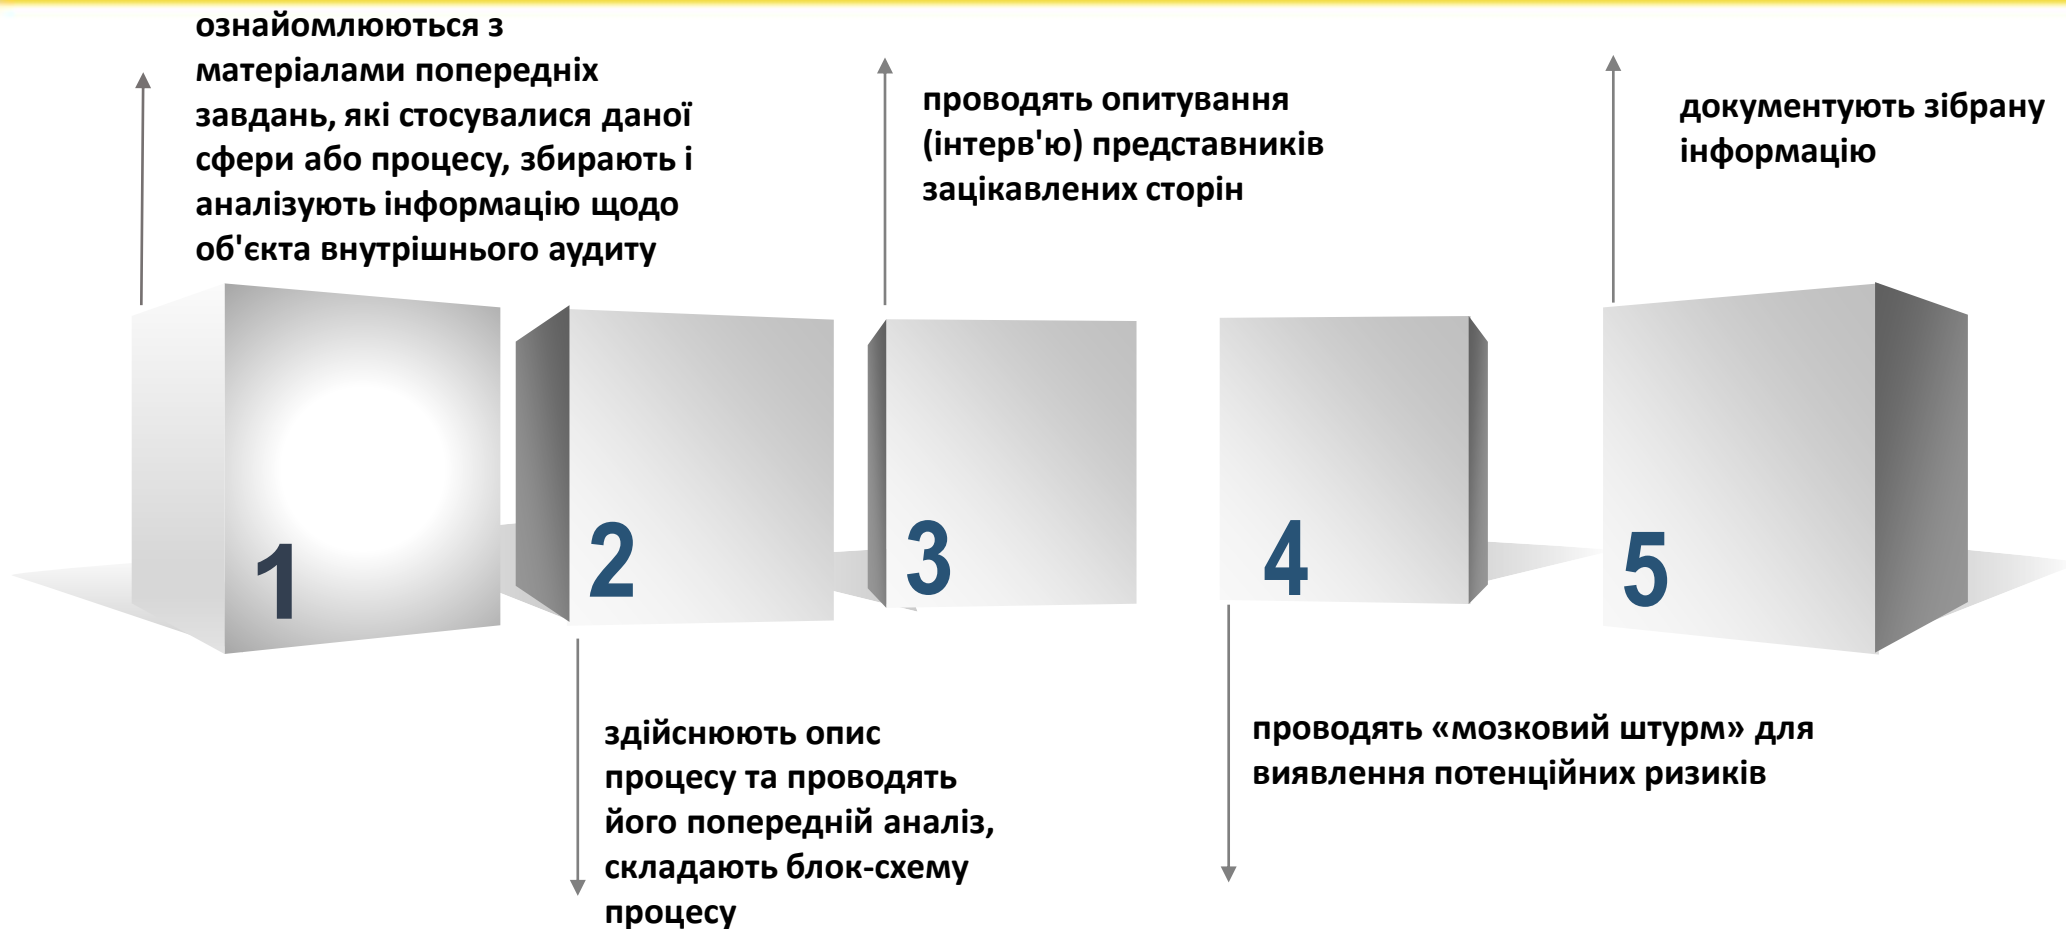 ознайомлюються з
матеріалами попередніх
завдань, які стосувалися даної
сфери або процесу, збирають і
аналізують інформацію щодо
об'єкта внутрішнього аудиту
проводять опитування
(інтерв'ю) представників
зацікавлених сторін
документують зібрану
інформацію
1
2
3
4
5
здійснюють опис
процесу та проводять
його попередній аналіз,
складають блок-схему
процесу
проводять «мозковий штурм» для
виявлення потенційних ризиків